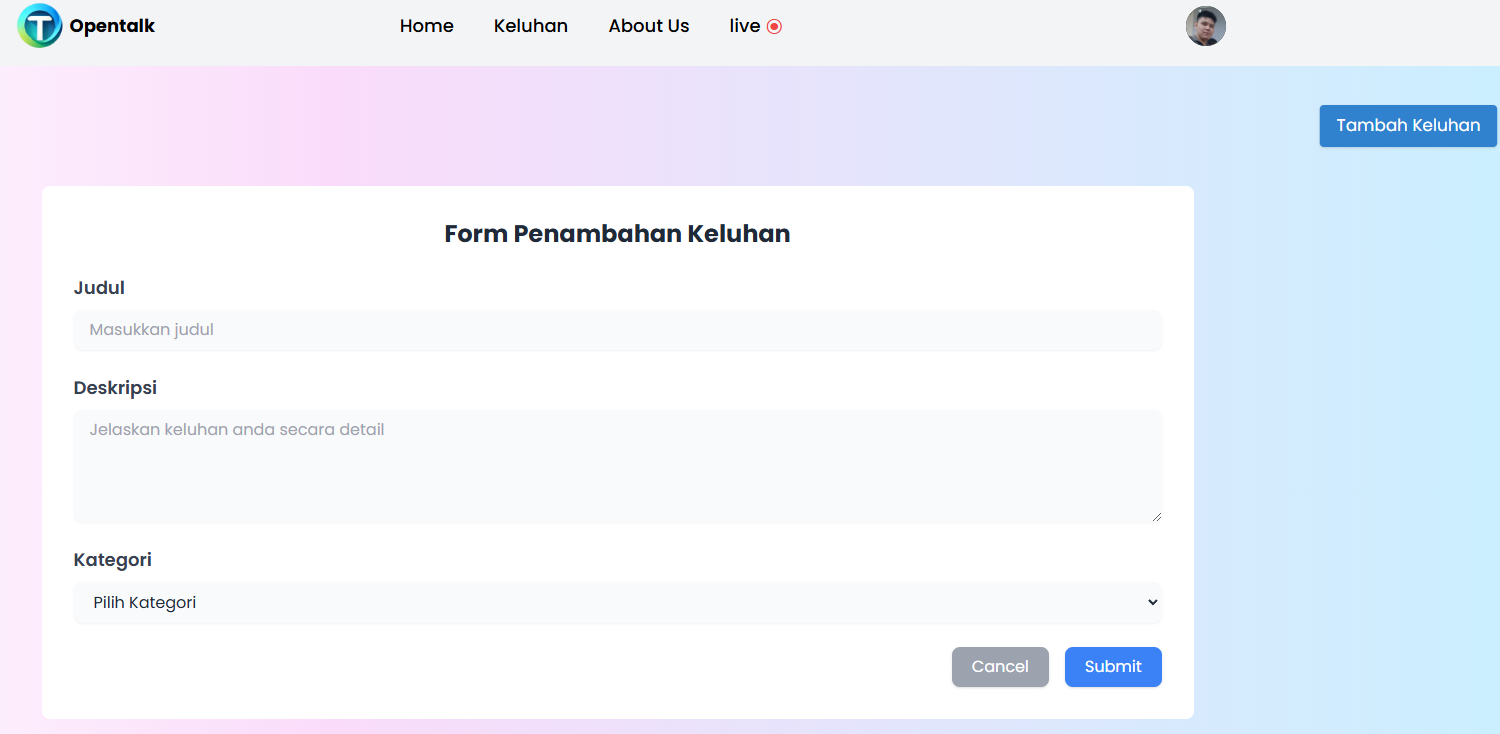 Opentalk
Home
Keluhan
About Us
live
Tambah Keluhan
Form Penambahan Keluhan
Judul
Masukkan judul
Deskripsi
Jelaskan keluhan anda secara detail
Kategori
Pilih Kategori
Cancel
Submit